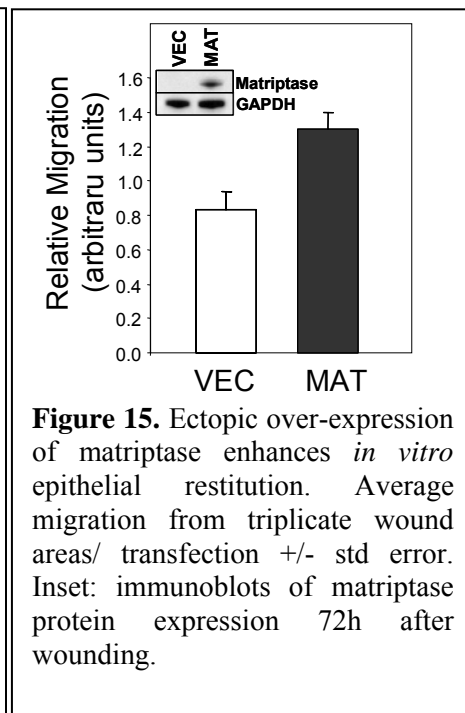 VEC MAT
Matriptase
GAPDH
Relative Migration
(arbitraru units)
1.6
1.4
1.2
1.0
0.8
0.6
0.4
0.2
0.0
VEC MAT
Figure 15. Ectopic over-expression
of matriptase enhances in vitro
epithelial restitution. Average
migration from triplicate wound
areas/ transfection +/- std error.
Inset: immunoblots of matriptase
protein expression 72h after
wounding.